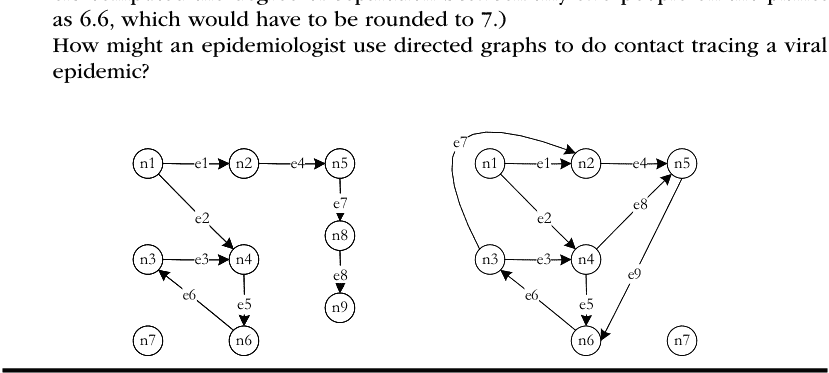 as 6.6, which would have to be rounded to 7.)
How might an epidemiologist use directed graphs to do contact tracing a viral
epidemic?
n1 e1 n2 e4 n5
e7
e2
n8
n3 e3 n4
e8
e6 e5
n9
n7 n6
e7
n1 e1 n2 e4 n5
e8
e2
n3 e3 n4
e9
e6 e5
n6 n7